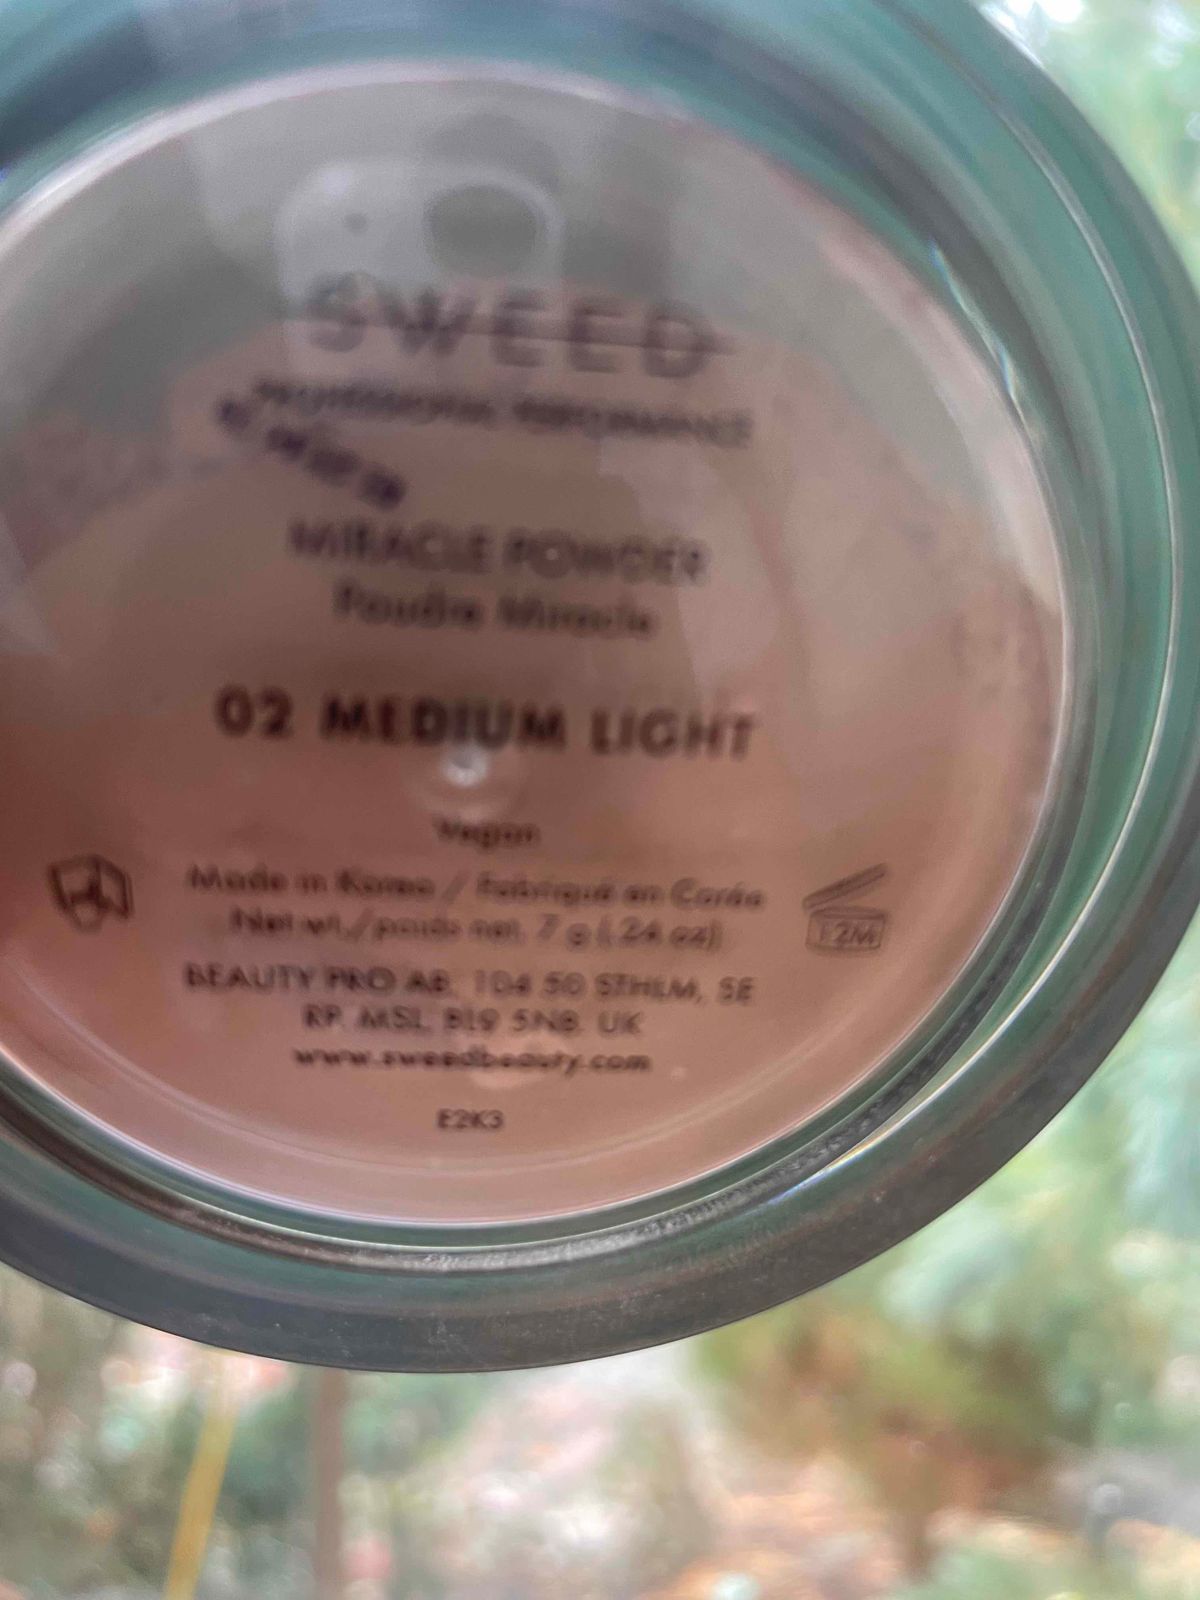 SWEED
PROFESSIONAL PERFORMANCE
MIRACLE POWDER
Poudre Miracle
02 MEDIUM LIGHT
Vegan
Made in Korea / Fabriqué en Corée
Net wt./poids net. 7 g (.24 oz)
12M
BEAUTY PRO AB, 104 50 STHLM, SE
RP. MSL, B19 5NB. UK
www.sweedbeauty.com
E2K3